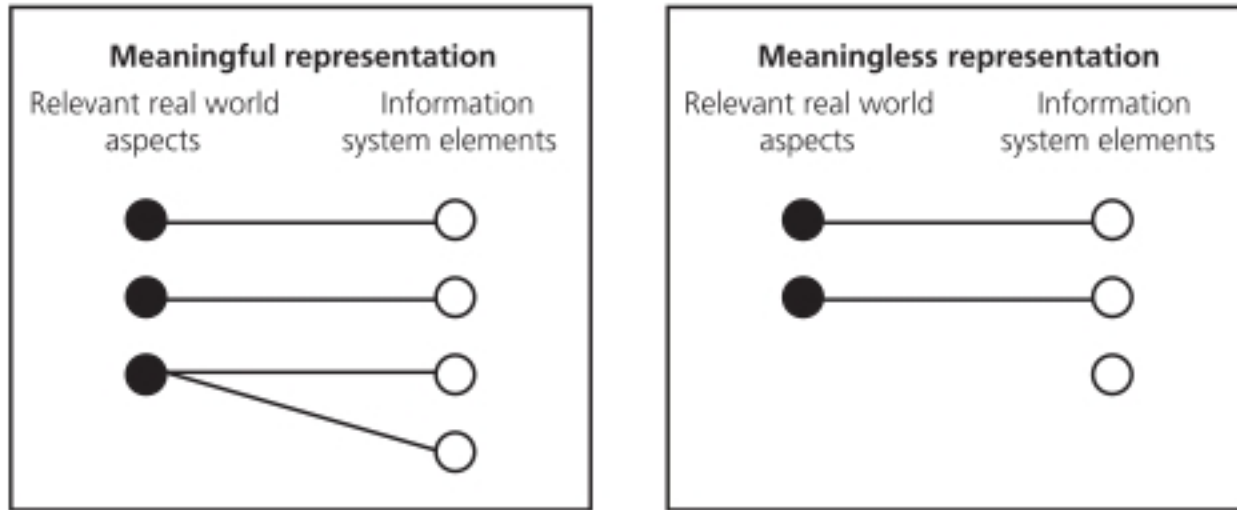 Meaningful representation
Relevant real world
aspects
Information
system elements
Meaningless representation
Relevant real world
aspects
Information
system elements